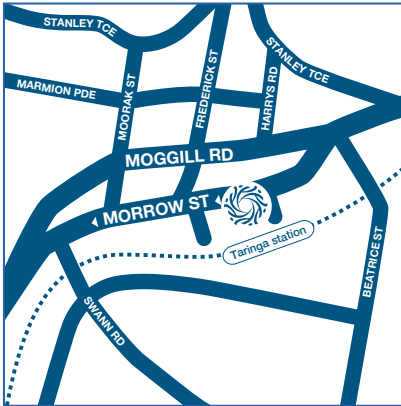 STANLEY TCE
FREDERICK ST
STANLEY TCE
MOORAK ST
HARRYS RD
MARMION PDE
MOGGILL RD
MORROW ST
Taringa station
BEATRICE ST
SWANN RD